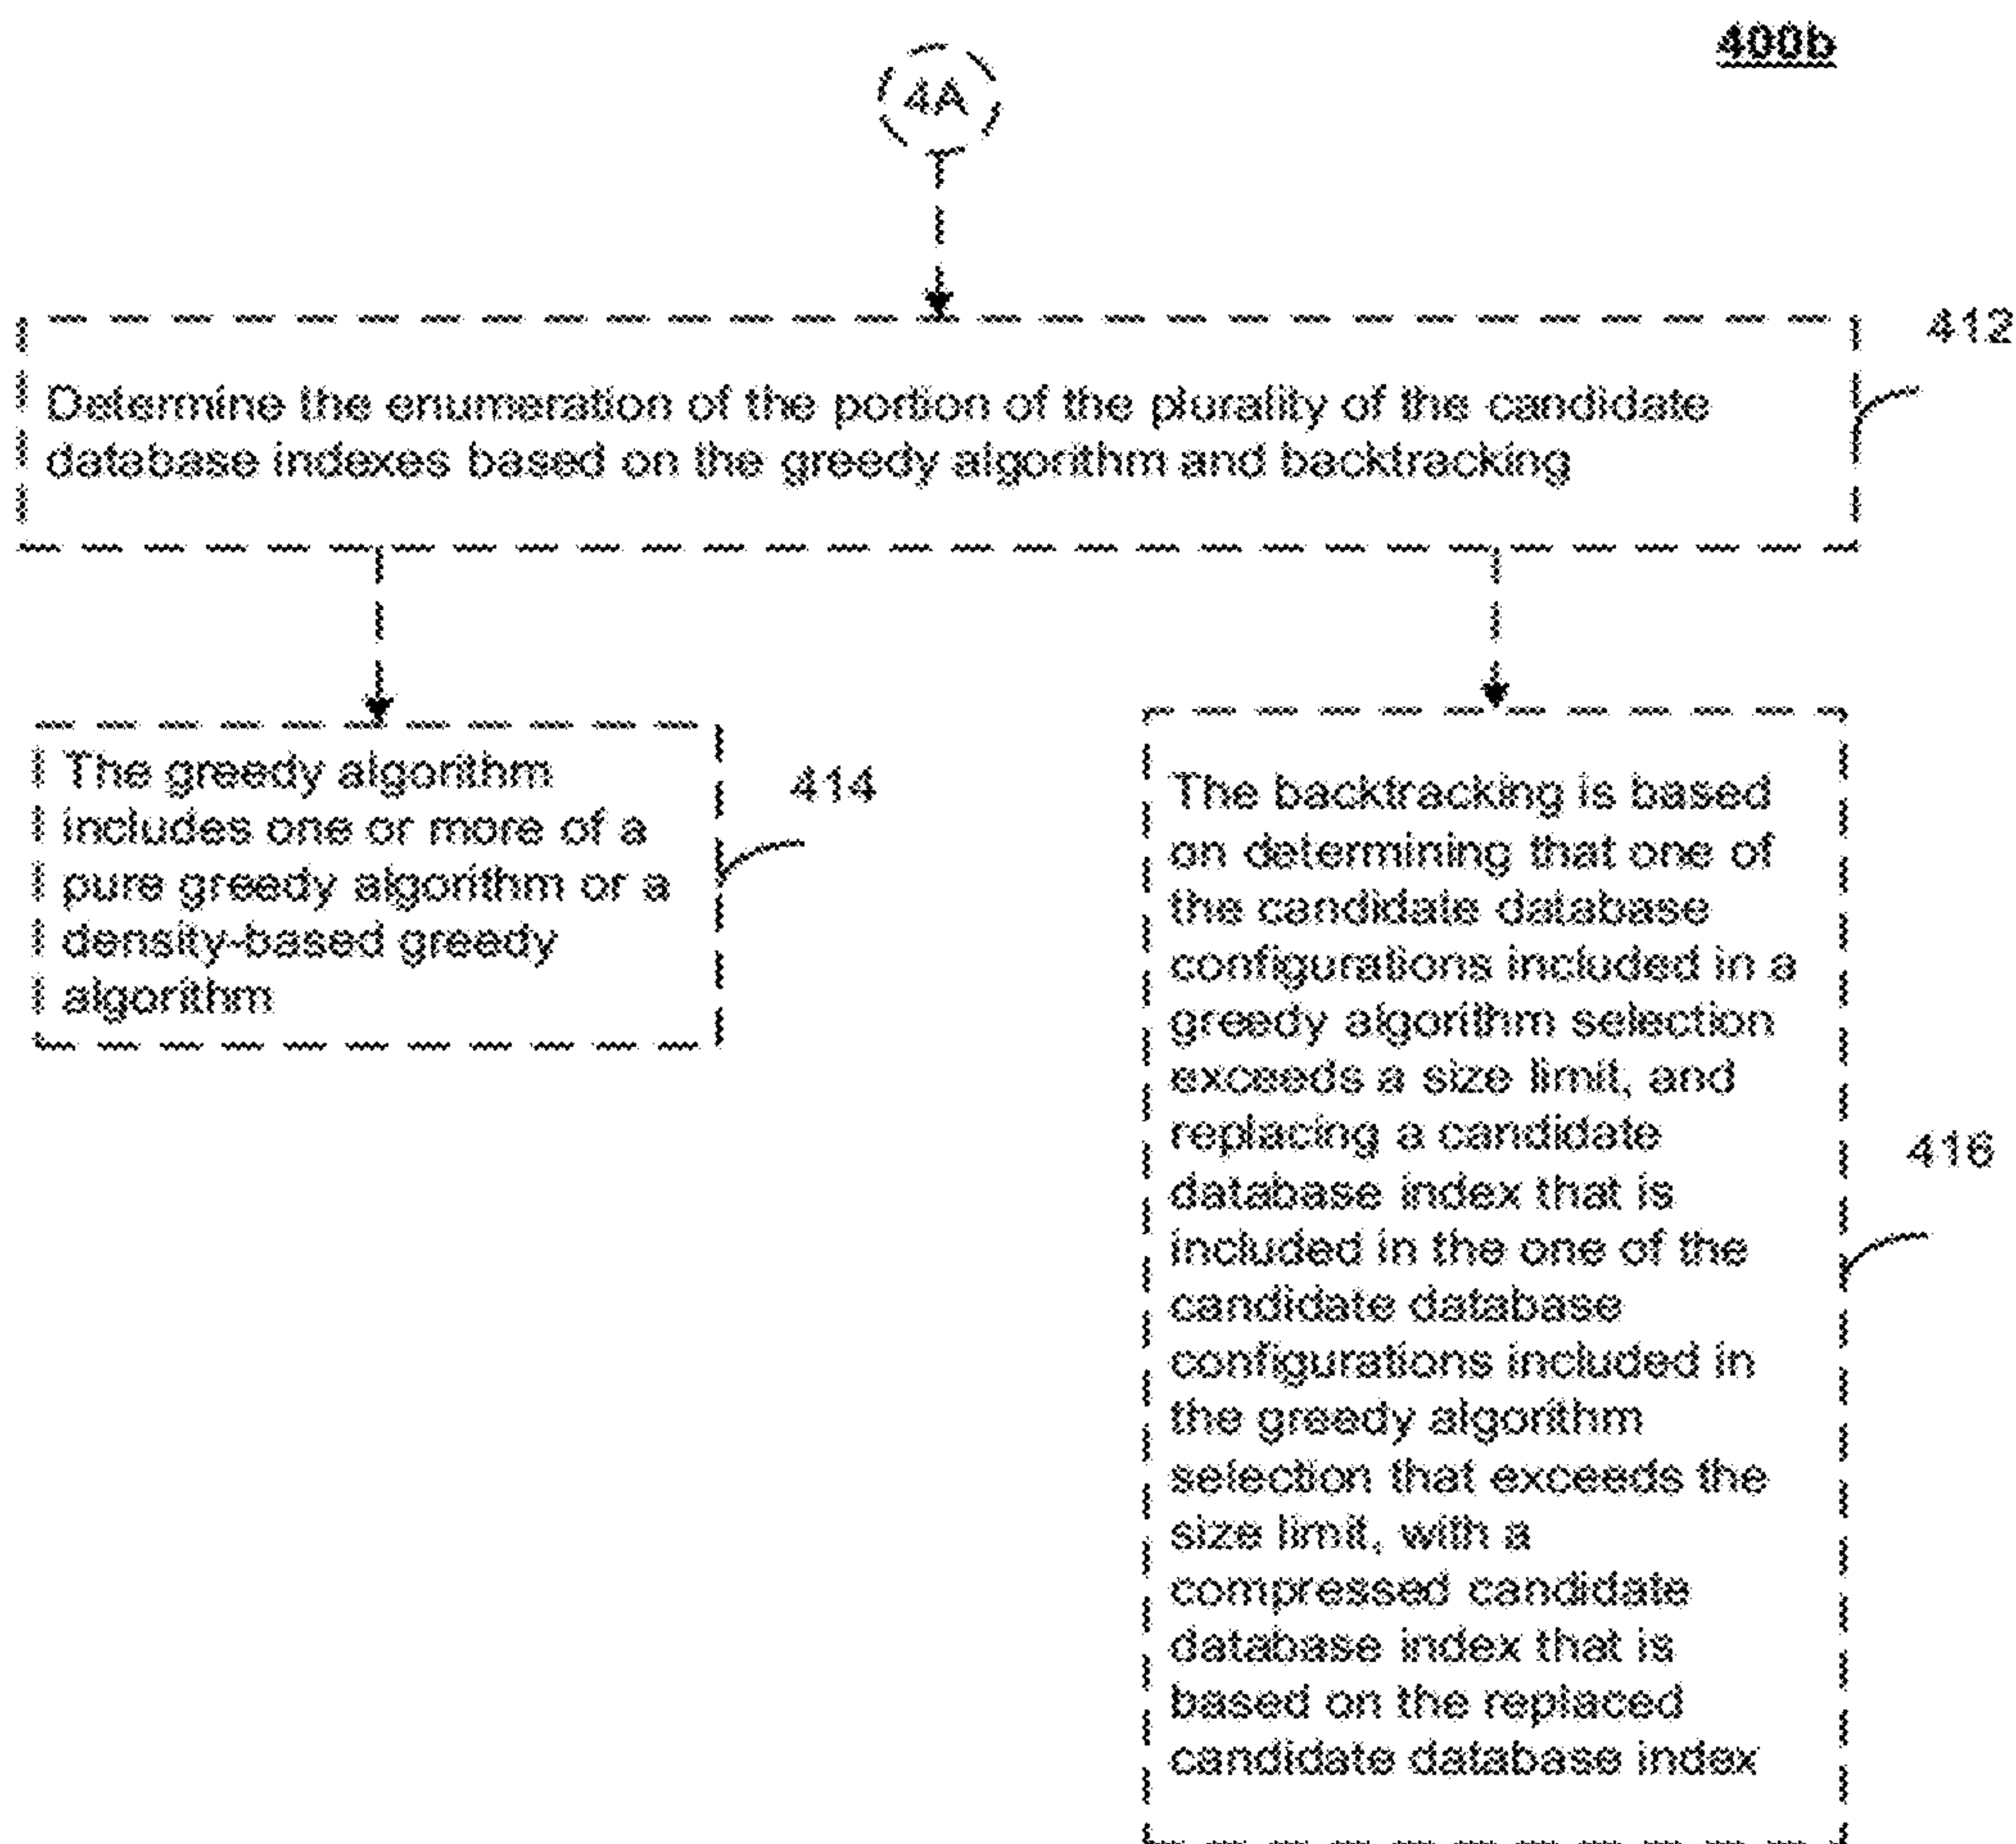 400b
4A
412
Determine the enumeration of the portion of the plurality of the candidate
database indexes based on the greedy algorithm and backtracking
414
The greedy algorithm
includes one or more of a
pure greedy algorithm or a
density-based greedy
algorithm
The backtracking is based
on determining that one of
the candidate database
configurations included in a
greedy algorithm selection
exceeds a size limit, and
replacing a candidate
database index that is
included in the one of the
candidate database
configurations included in
the greedy algorithm
selection that exceeds the
size limit, with a
compressed candidate
database index that is
based on the replaced
candidate database index
416